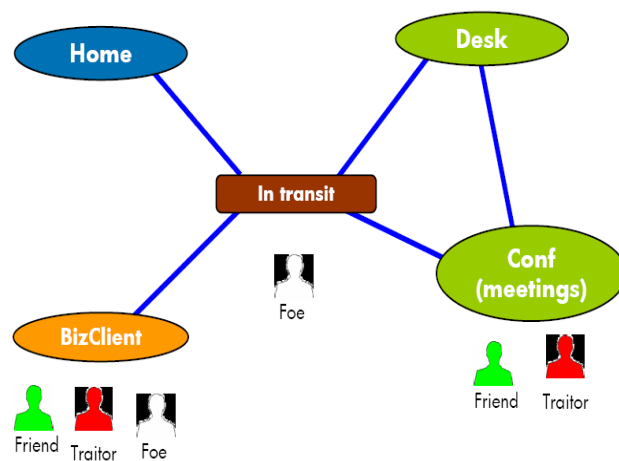 Home
Desk
In transit
Conf
(meetings)
Foe
BizClient
Friend
Traitor
Friend
Traitor
Foe